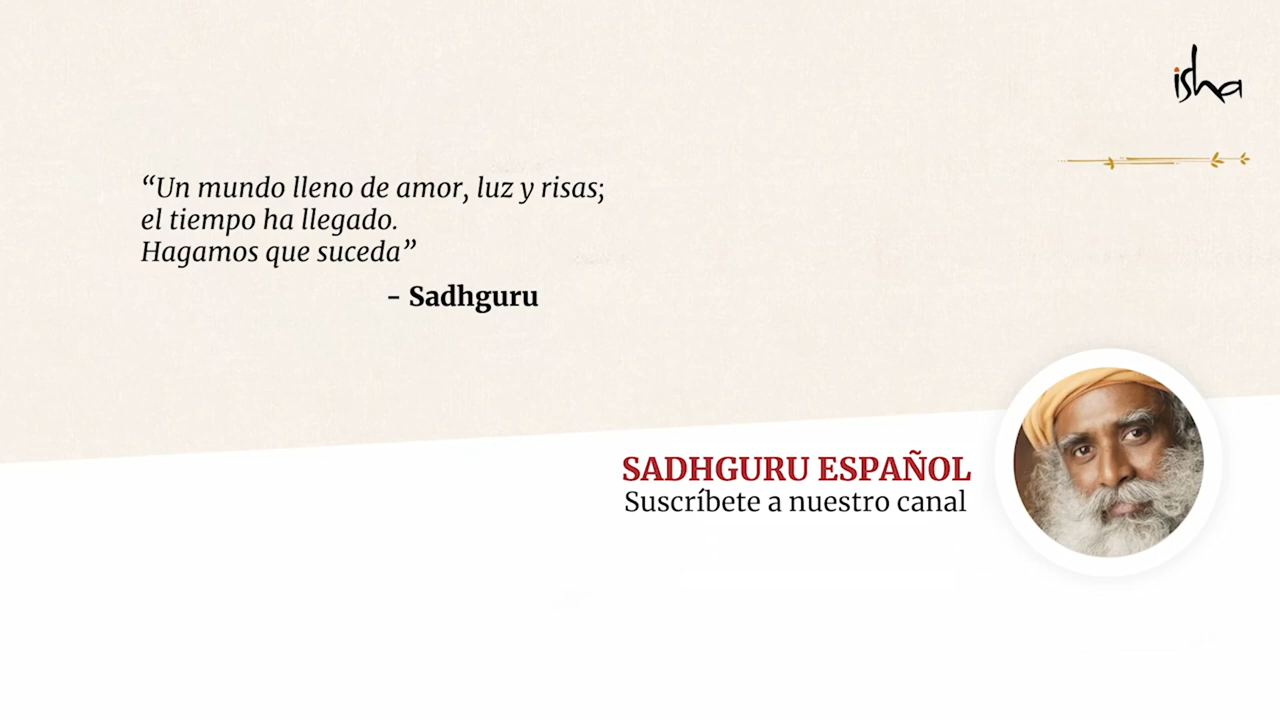 isha
“Un mundo lleno de amor, luz y risas;
el tiempo ha llegado.
Hagamos que suceda”
- Sadhguru
SADHGURU ESPAÑOL
Suscríbete a nuestro canal